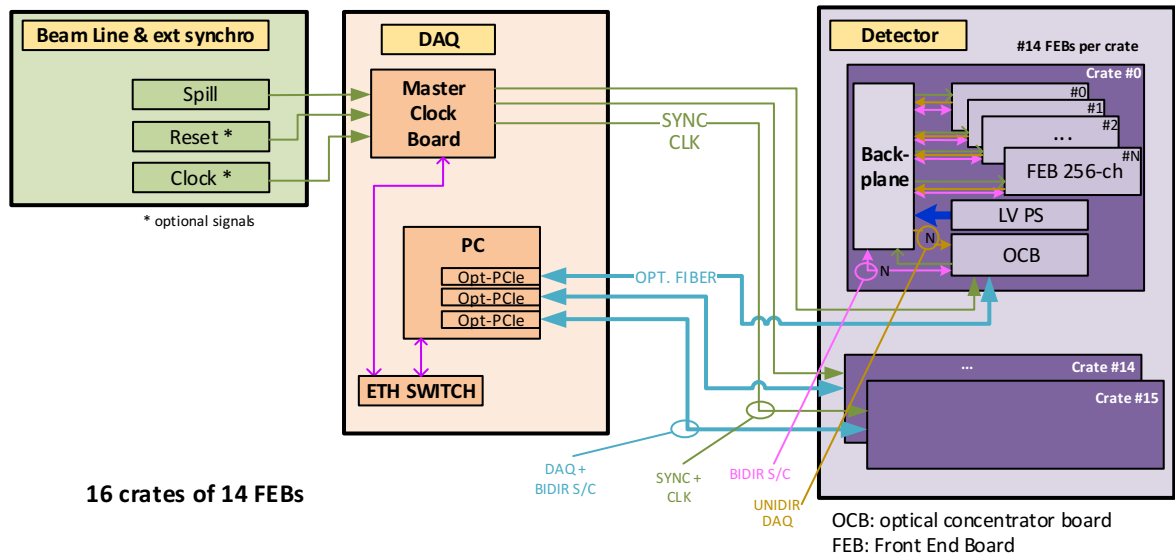 Beam Line & ext synchro
Spill
Reset *
Clock *
* optional signals
DAQ
Master
Clock
Board
SYNC
CLK
PC
Opt-PCIe
Opt-PCIe
Opt-PCIe
OPT. FIBER
ETH SWITCH
Detector
#14 FEBs per crate
Crate #0
#0
#1
#2
...
#N
FEB 256-ch
Back-
plane
LV PS
N
OCB
N
...
Crate #14
Crate #15
DAQ +
BIDIR S/C
SYNC +
CLK
BIDIR S/C
UNIDIR
DAQ
16 crates of 14 FEBs
OCB: optical concentrator board
FEB: Front End Board